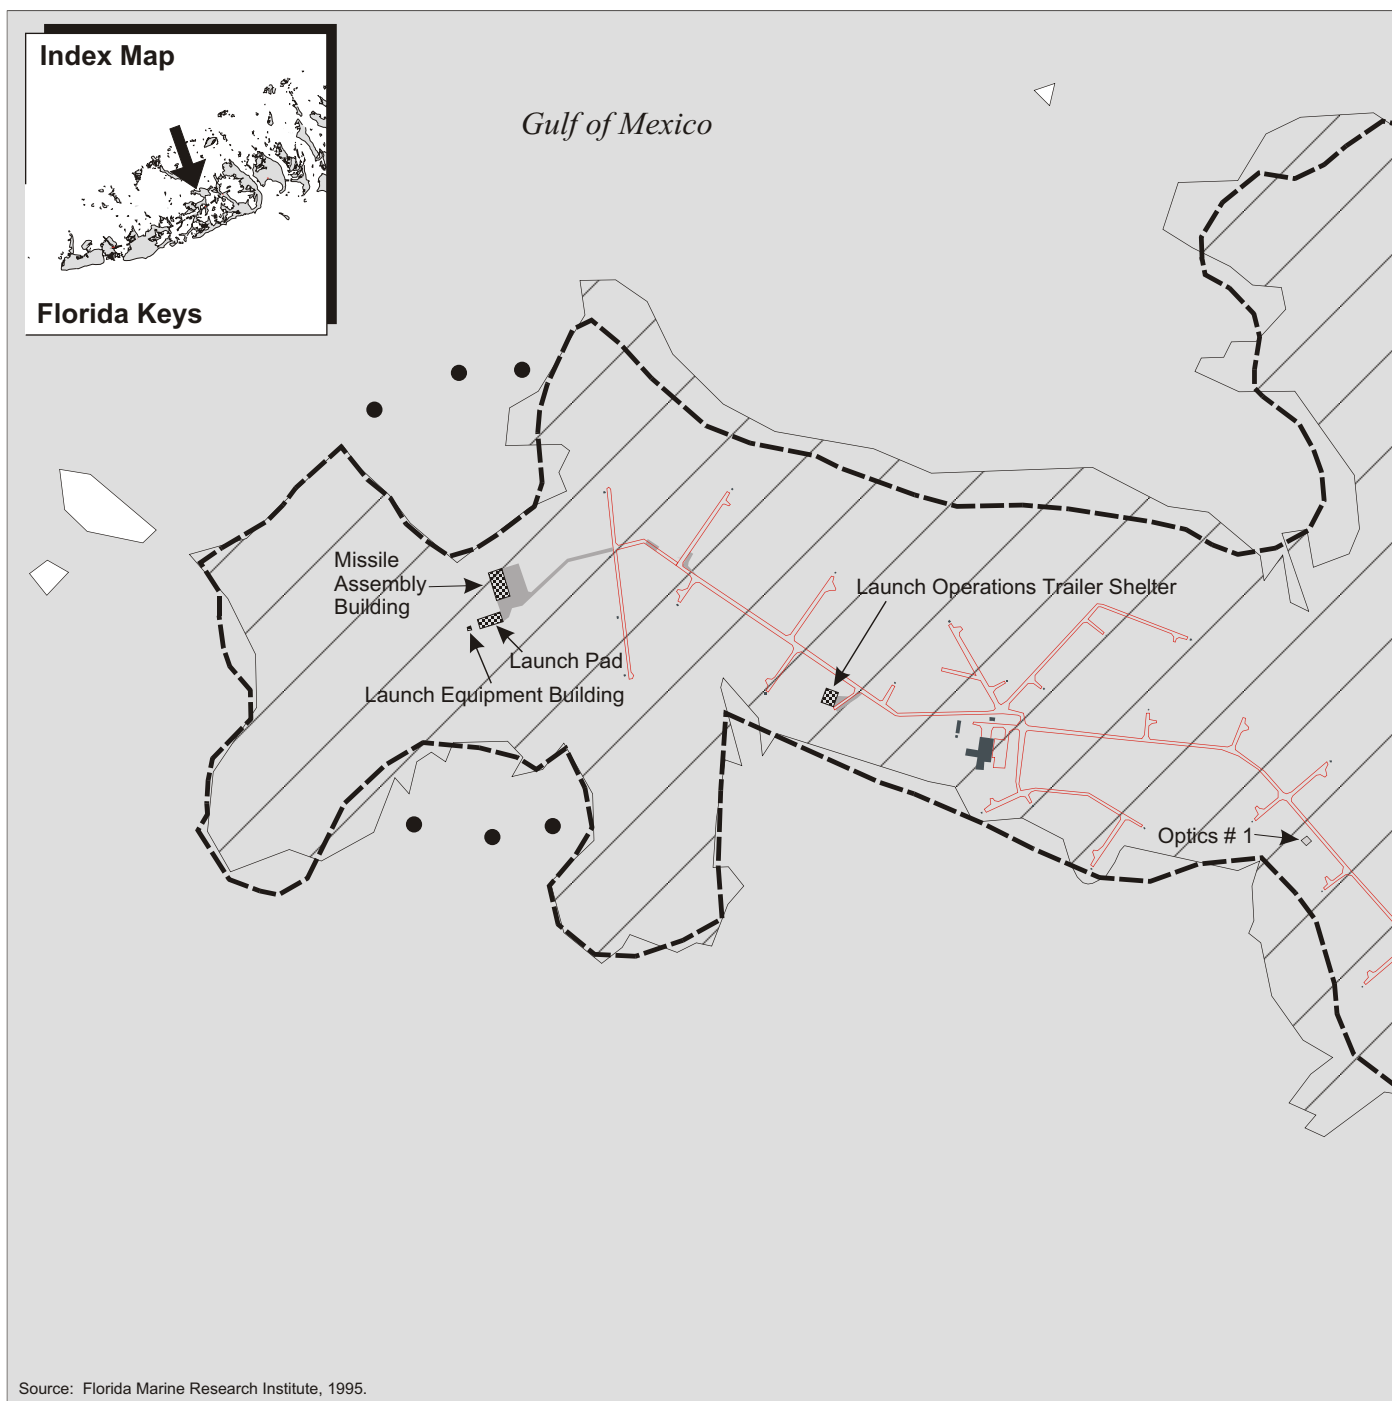 Index Map
Florida Keys
Gulf of Mexico
Missile
Assembly
Building
Launch Pad
Launch Equipment Building
Launch Operations Trailer Shelter
Optics # 1
Source: Florida Marine Research Institute, 1995.